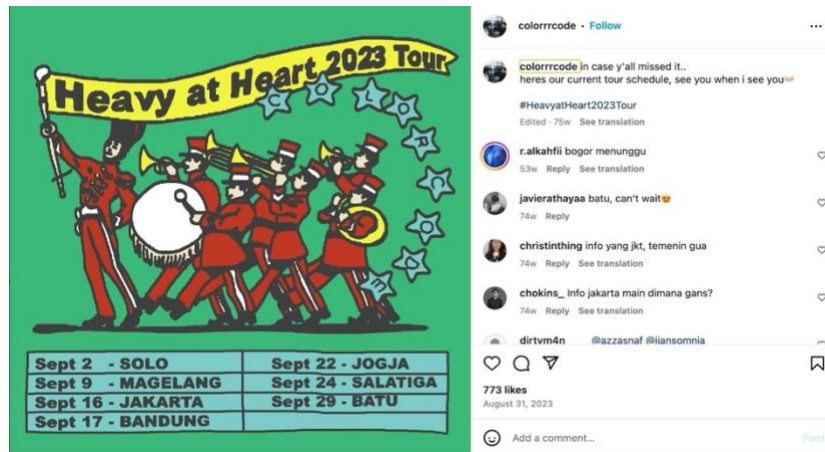 Heavy at Heart 2023 Tour
COLORCODE
Sept 2 - SOLO
Sept 9 - MAGELANG
Sept 16 - JAKARTA
Sept 17 - BANDUNG
Sept 22 - JOGJA
Sept 24 - SALATIGA
Sept 29 - BATU
colorrrcode • Follow
colorrrcode in case y'all missed it..
heres our current tour schedule, see you when i see you
#HeavyatHeart2023Tour
Edited · 75w See translation
r.alkahfii bogor menunggu
53w Reply See translation
javierathayaa batu, can't wait😍
74w Reply
christinthing info yang jkt, temenin gua
74w Reply See translation
chokins_ Info jakarta main dimana gans?
74w Reply See translation
dirtym4n @azzasnaf @iiansomnia
773 likes
August 31, 2023
Add a comment...
Post